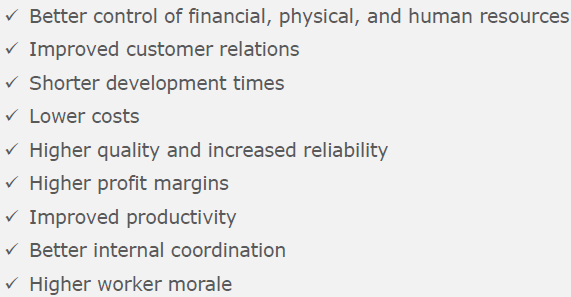 ✓ Better control of financial, physical, and human resources
✓ Improved customer relations
✓ Shorter development times
✓ Lower costs
✓ Higher quality and increased reliability
✓ Higher profit margins
✓ Improved productivity
✓ Better internal coordination
✓ Higher worker morale